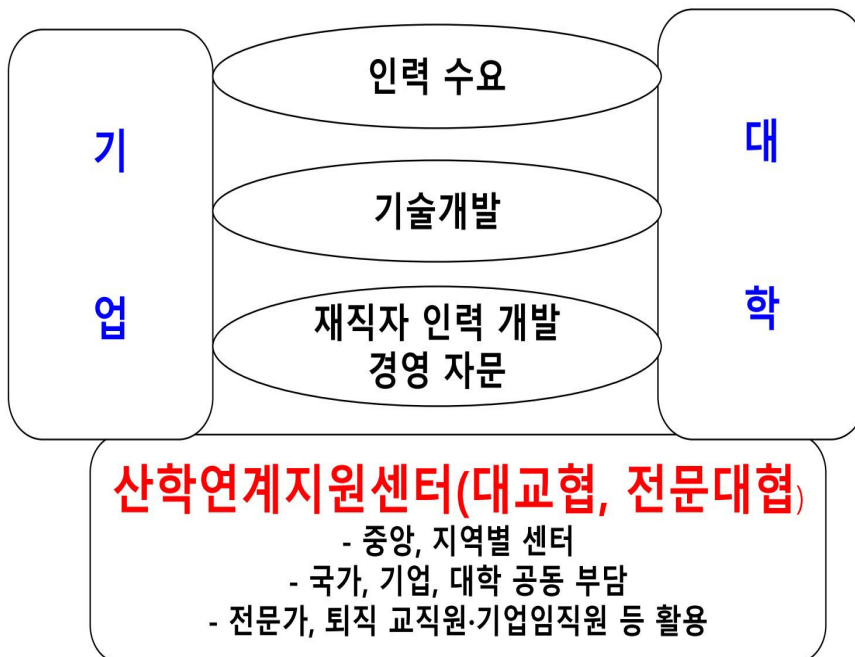 기업
인력 수요
기술개발
재직자 인력 개발
경영 자문
대학
산학연계지원센터(대교협, 전문대협)
- 중앙, 지역별 센터
- 국가, 기업, 대학 공동 부담
- 전문가, 퇴직 교직원·기업임직원 등 활용